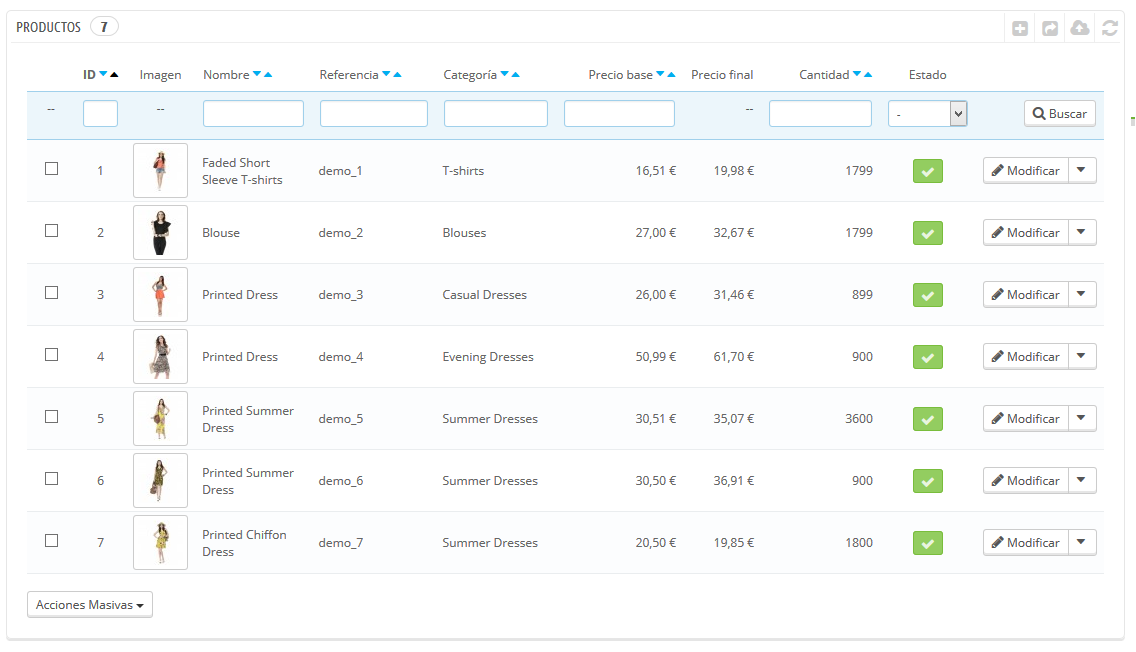 PRODUCTOS 7
ID Imagen Nombre Referencia Categoría Precio base Precio final Cantidad Estado
-- -- -- - Buscar
1 Faded Short Sleeve T-shirts demo_1 T-shirts 16,51 € 19,98 € 1799 Modificar
2 Blouse demo_2 Blouses 27,00 € 32,67 € 1799 Modificar
3 Printed Dress demo_3 Casual Dresses 26,00 € 31,46 € 899 Modificar
4 Printed Dress demo_4 Evening Dresses 50,99 € 61,70 € 900 Modificar
5 Printed Summer Dress demo_5 Summer Dresses 30,51 € 35,07 € 3600 Modificar
6 Printed Summer Dress demo_6 Summer Dresses 30,50 € 36,91 € 900 Modificar
7 Printed Chiffon Dress demo_7 Summer Dresses 20,50 € 19,85 € 1800 Modificar
Acciones Masivas